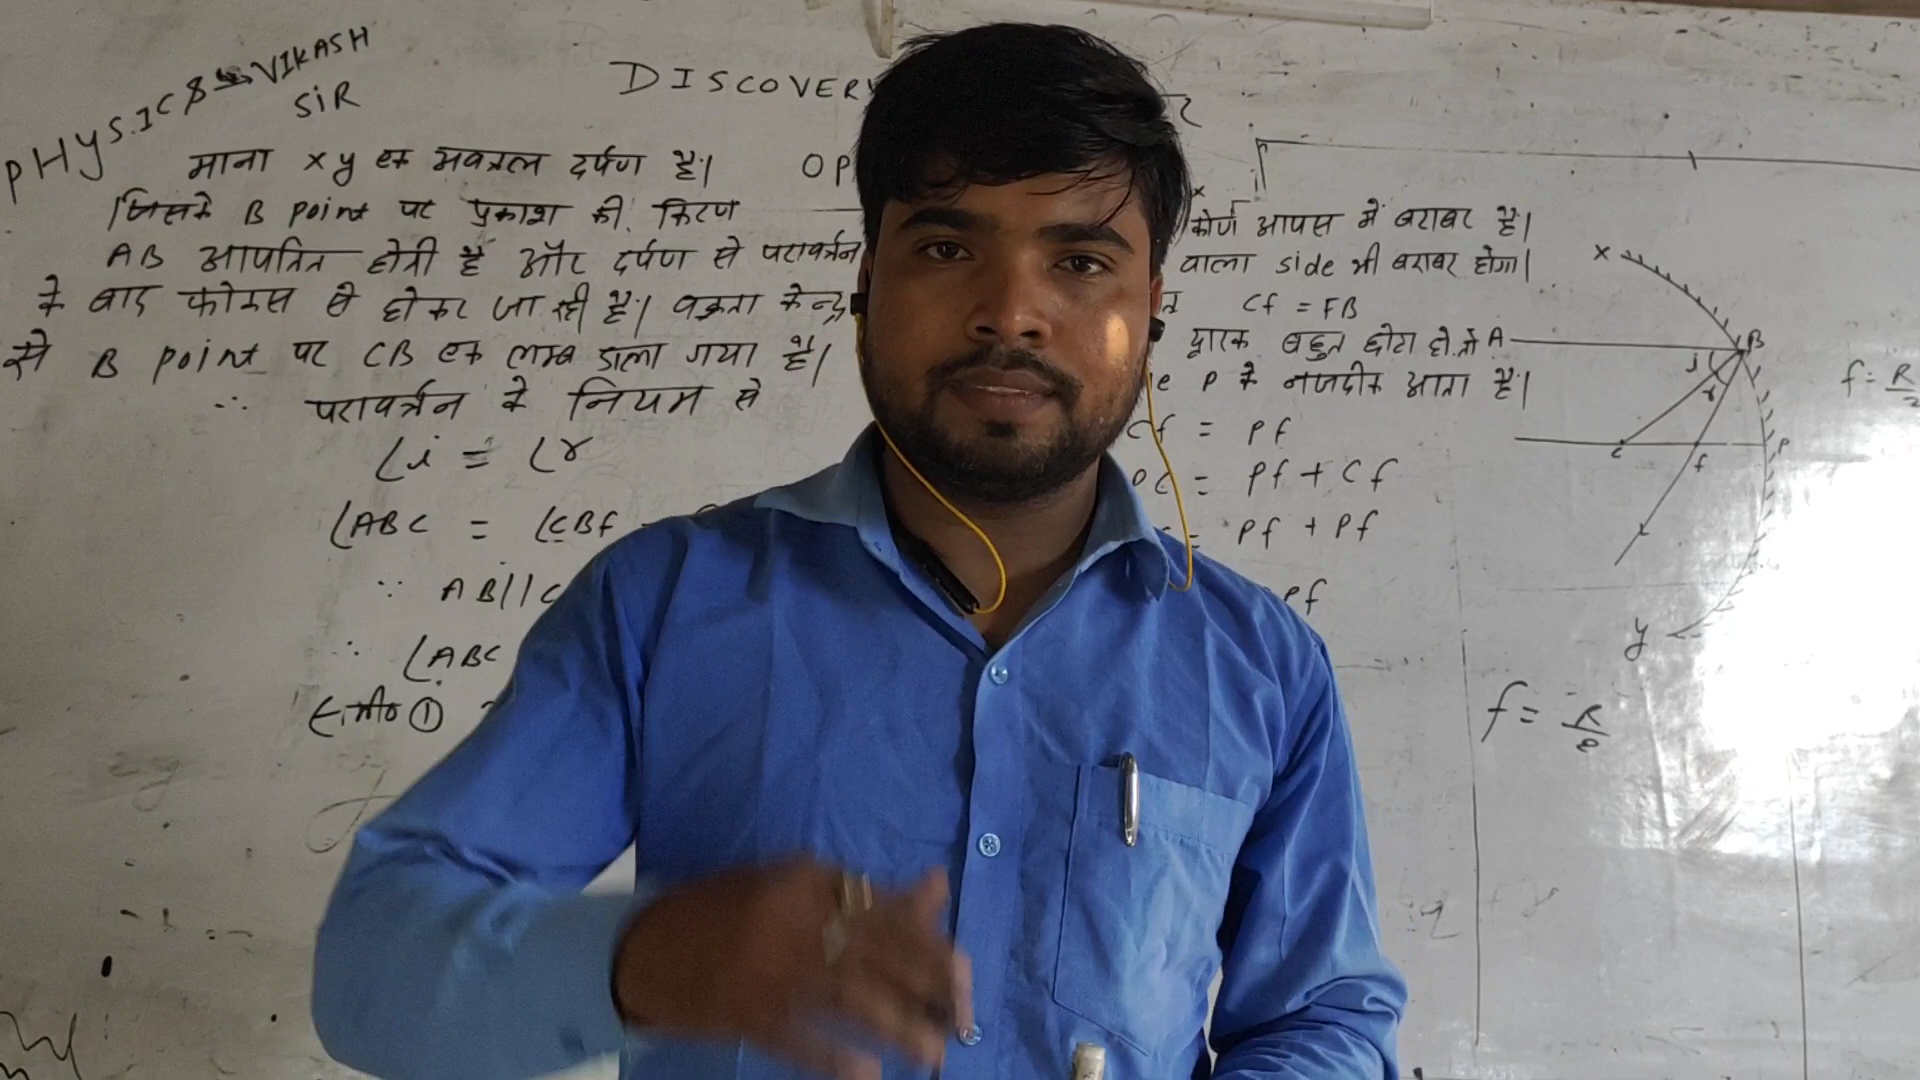 PHYSICS VIKASH
SIR
DISCOVERY
माना xy एक अवतल दर्पण है।
OP
जिसके B point पर प्रकाश की किरण
AB आपतित होती है और दर्पण से परावर्तन
के बाद फोकस से होकर जा रही है। वक्रता केन्द्र
से B point पर CB एक लम्ब डाला गया है।
∴ परावर्तन के नियम से
∠i = ∠r
∠ABC = ∠CBf
∵ AB||C
∴ ∠ABC
①
कोण आपस में बराबर है।
वाला side भी बराबर होगा।
Cf = FB
द्वारक बहुत छोटा हो तो
P के नजदीक आता है।
Cf = Pf
PC = Pf + Cf
= Pf + Pf
Pf
x
A
B
i
r
C
f
P
y
f = R/2
f = R/2